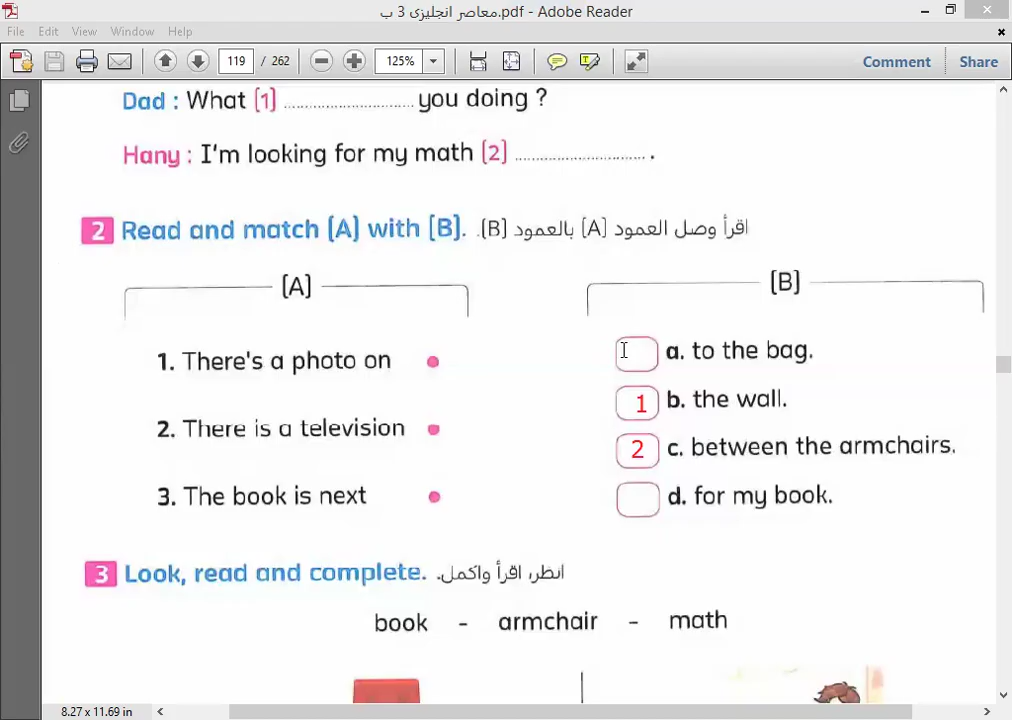 معاصر انجليزى 3 ب.pdf - Adobe Reader
File Edit View Window Help
119 / 262 125% Comment Share
Dad : What [1] .............................. you doing ?
Hany : I'm looking for my math [2] .............................. .
2 Read and match [A] with [B]. اقرأ وصل العمود [A] بالعمود [B].
[A] [B]
1. There's a photo on
a. to the bag.
1 b. the wall.
2. There is a television
2 c. between the armchairs.
3. The book is next
d. for my book.
3 Look, read and complete. انظر، اقرأ واكمل.
book - armchair - math
8.27 x 11.69 in